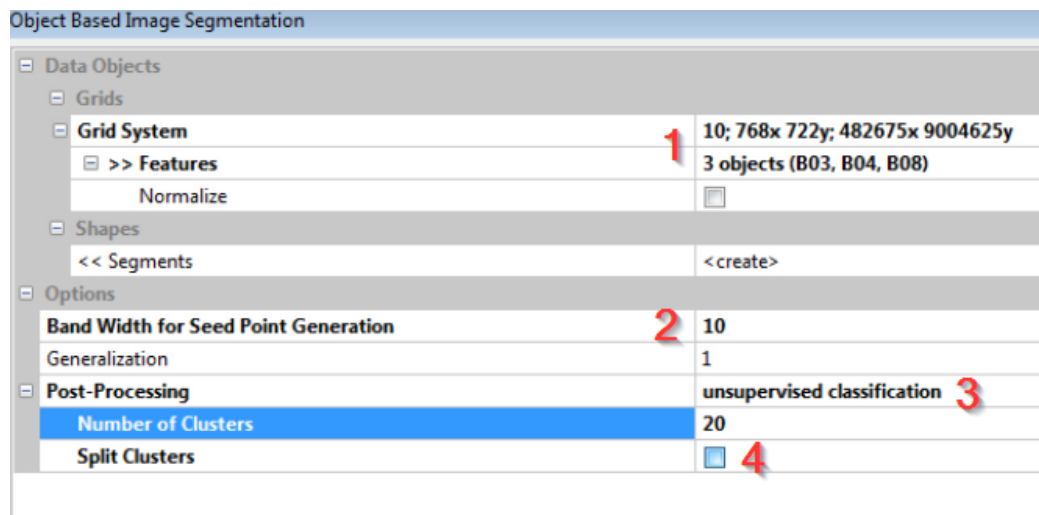 Object Based Image Segmentation
Data Objects
Grids
Grid System 1 10; 768x 722y; 482675x 9004625y
>> Features 3 objects (B03, B04, B08)
Normalize
Shapes
<< Segments <create>
Options
Band Width for Seed Point Generation 2 10
Generalization 1
Post-Processing unsupervised classification 3
Number of Clusters 20
Split Clusters 4